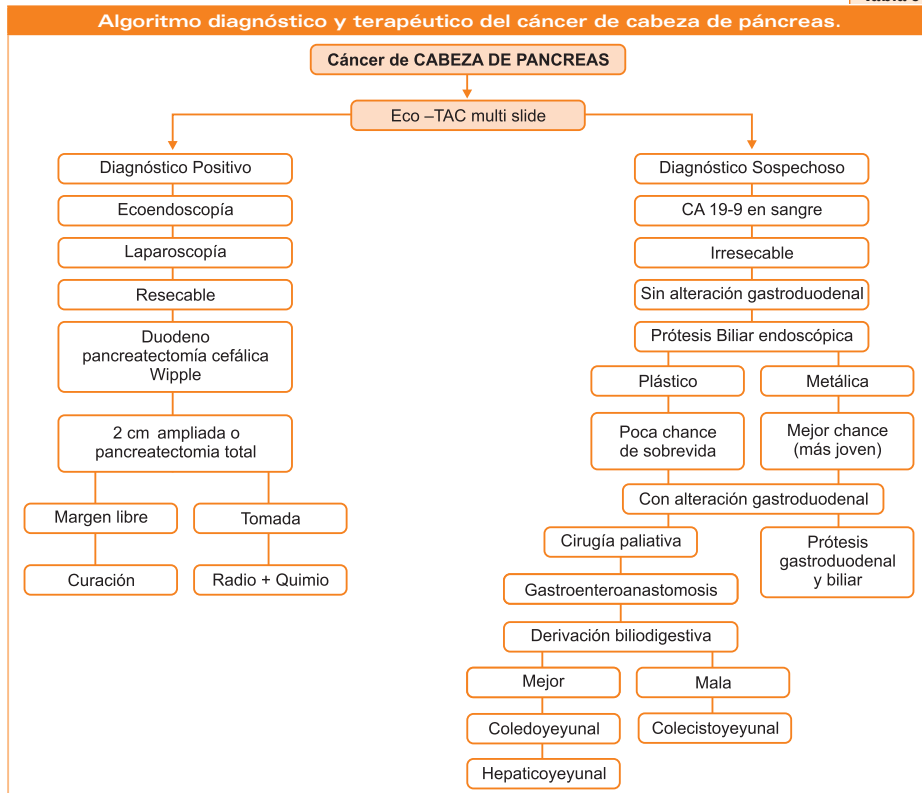 Algoritmo diagnóstico y terapéutico del cáncer de cabeza de páncreas.
Cáncer de CABEZA DE PANCREAS
Eco –TAC multi slide
Diagnóstico Positivo
Ecoendoscopía
Laparoscopía
Resecable
Duodeno
pancreatectomía cefálica
Wipple
2 cm ampliada o
pancreatectomia total
Margen libre
Tomada
Curación
Radio + Quimio
Diagnóstico Sospechoso
CA 19-9 en sangre
Irresecable
Sin alteración gastroduodenal
Prótesis Biliar endoscópica
Plástico
Metálica
Poca chance
de sobrevida
Mejor chance
(más joven)
Con alteración gastroduodenal
Cirugía paliativa
Prótesis
gastroduodenal
y biliar
Gastroenteroanastomosis
Derivación biliodigestiva
Mejor
Mala
Coledoyeyunal
Colecistoyeyunal
Hepaticoyeyunal